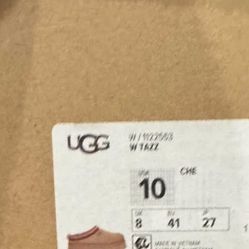 UGG
W / 1122553
W TAZZ
USA
CHE
10
UK EU JP
8 41 27
MADE IN VIETNAM